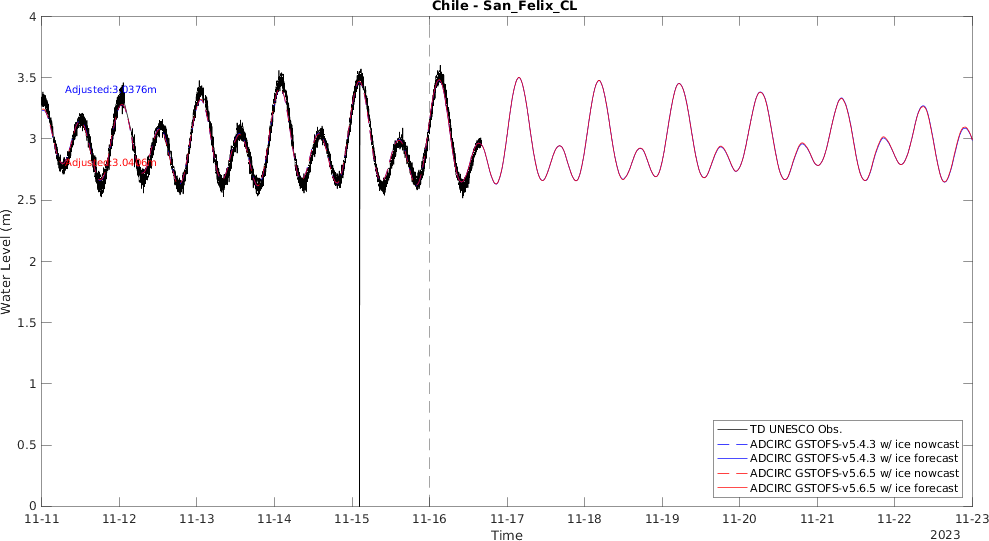 Chile - San_Felix_CL
4
3.5
3
2.5
2
1.5
1
0.5
0
Water Level (m)
Adjusted:3.0376m
TD UNESCO Obs.
ADCIRC GSTOFS-v5.4.3 w/ ice nowcast
ADCIRC GSTOFS-v5.4.3 w/ ice forecast
ADCIRC GSTOFS-v5.6.5 w/ ice nowcast
ADCIRC GSTOFS-v5.6.5 w/ ice forecast
11-11 11-12 11-13 11-14 11-15 11-16 11-17 11-18 11-19 11-20 11-21 11-22 11-23
Time
2023